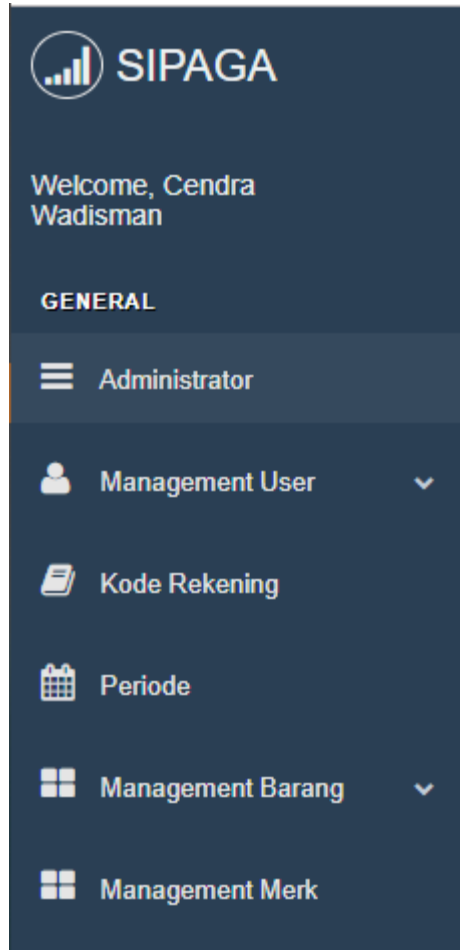 SIPAGA
Welcome, Cendra
Wadisman
GENERAL
Administrator
Management User
Kode Rekening
Periode
Management Barang
Management Merk